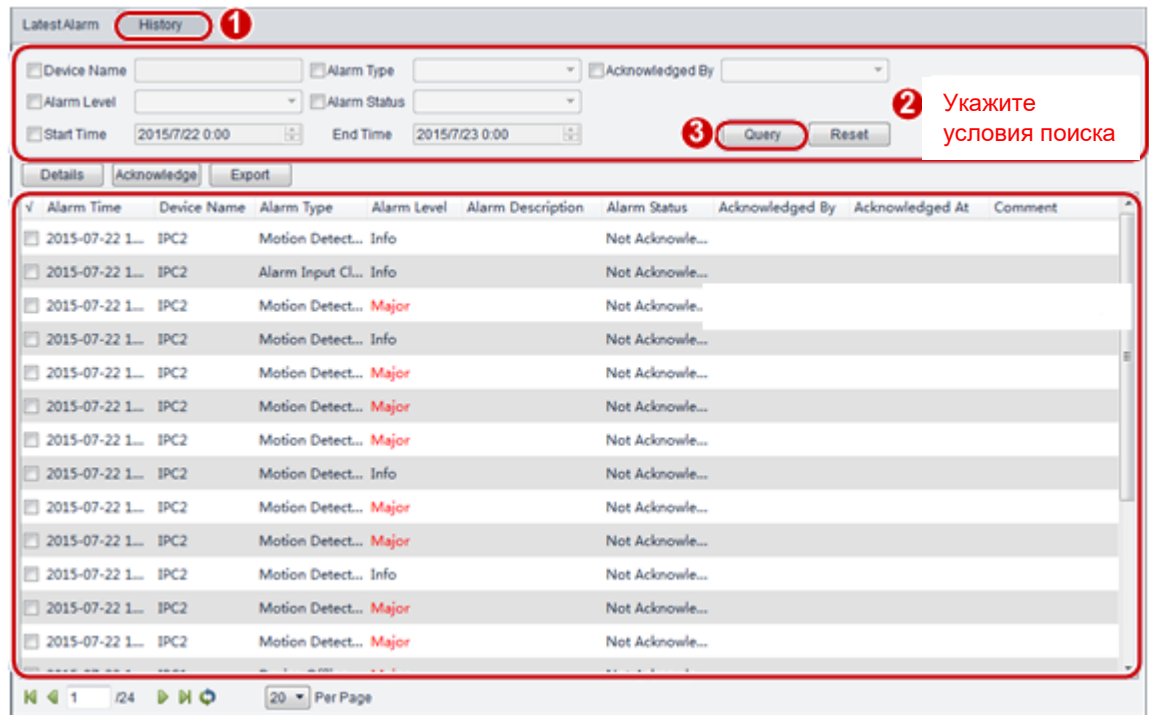 Latest Alarm History 1
Device Name Alarm Type Acknowledged By
Alarm Level Alarm Status 2 Укажите
Start Time 2015/7/22 0:00 End Time 2015/7/23 0:00 3 Query Reset условия поиска
Details Acknowledge Export
√ Alarm Time Device Name Alarm Type Alarm Level Alarm Description Alarm Status Acknowledged By Acknowledged At Comment
2015-07-22 1... IPC2 Motion Detect... Info Not Acknowle...
2015-07-22 1... IPC2 Alarm Input Cl... Info Not Acknowle...
2015-07-22 1... IPC2 Motion Detect... Major Not Acknowle..
2015-07-22 1... IPC2 Motion Detect... Info Not Acknowle...
2015-07-22 1... IPC2 Motion Detect... Major Not Acknowle...
2015-07-22 1... IPC2 Motion Detect... Major Not Acknowle...
2015-07-22 1... IPC2 Motion Detect... Major Not Acknowle...
2015-07-22 1... IPC2 Motion Detect... Info Not Acknowle...
2015-07-22 1... IPC2 Motion Detect... Major Not Acknowle...
2015-07-22 1... IPC2 Motion Detect... Major Not Acknowle...
2015-07-22 1... IPC2 Motion Detect... Info Not Acknowle...
2015-07-22 1... IPC2 Motion Detect... Major Not Acknowle...
2015-07-22 1... IPC2 Motion Detect... Major Not Acknowle...
1 /24 20 Per Page